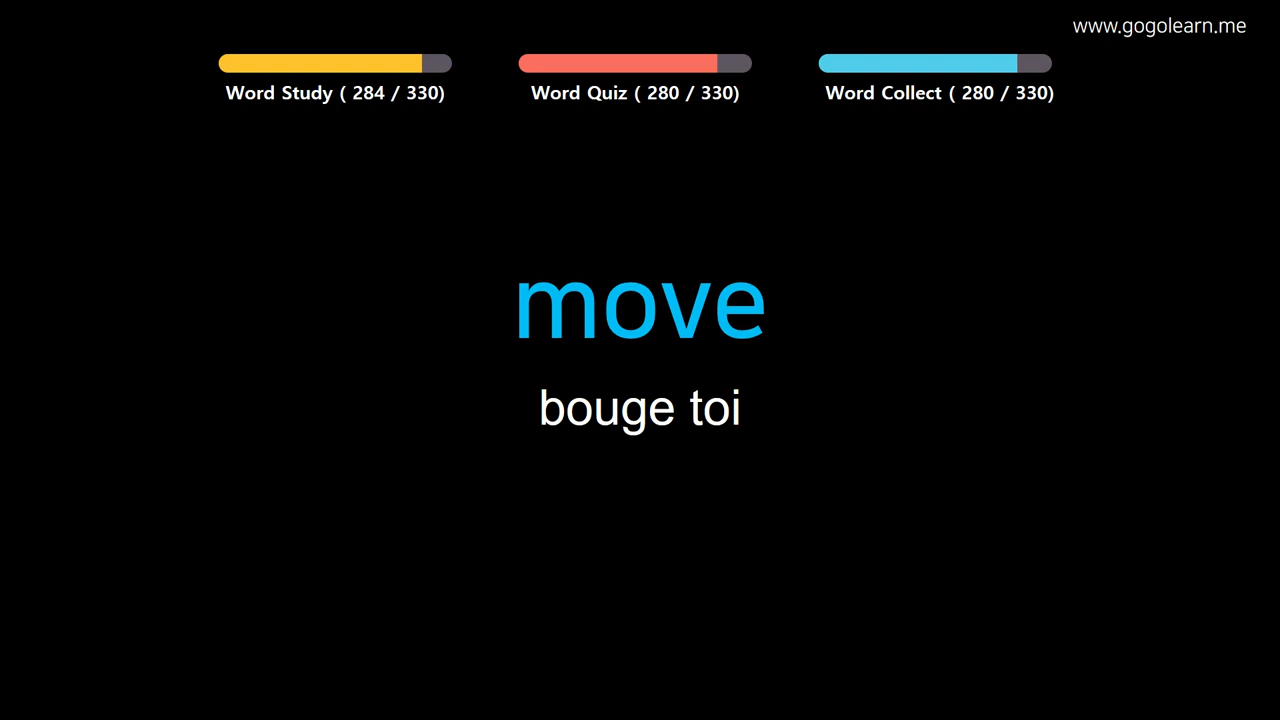 www.gogolearn.me
Word Study ( 284 / 330)
Word Quiz ( 280 / 330)
Word Collect ( 280 / 330)
move
bouge toi